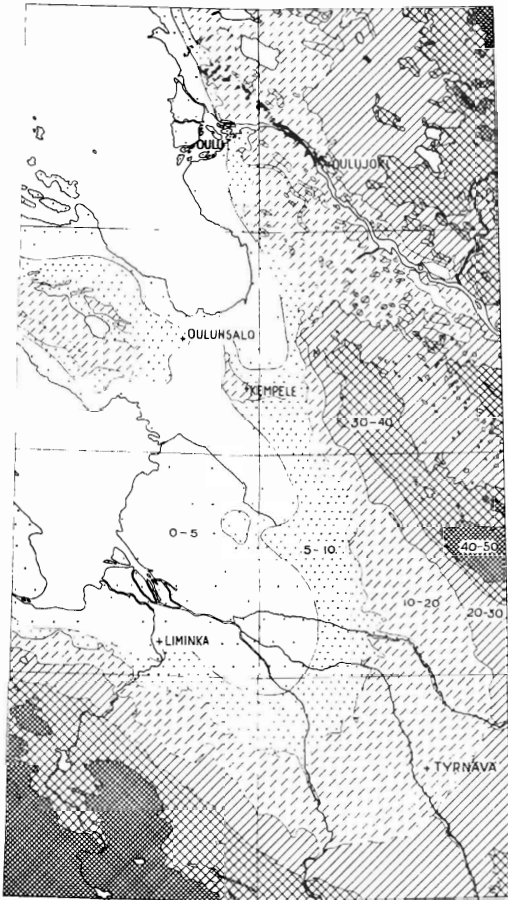 OULU
OULUJOKI
OULUNSALO
KEMPELE
30-40
0-5
5-10
40-50
10-20
20-30
LIMINKA
TYRNÄVÄ